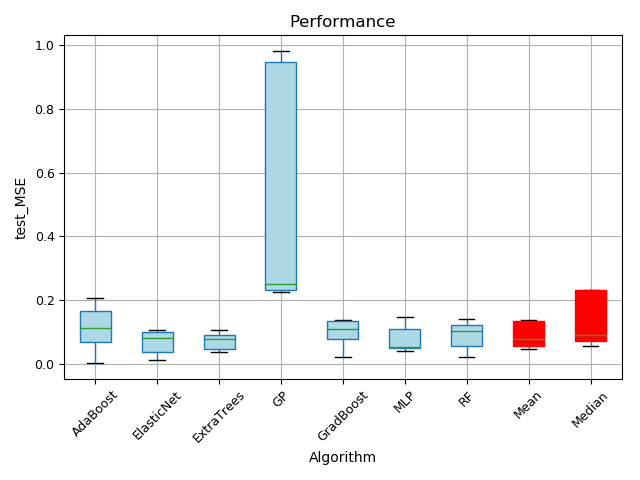 Performance
test_MSE
1.0
0.8
0.6
0.4
0.2
0.0
AdaBoost
ElasticNet
ExtraTrees
GP
GradBoost
MLP
RF
Mean
Median
Algorithm